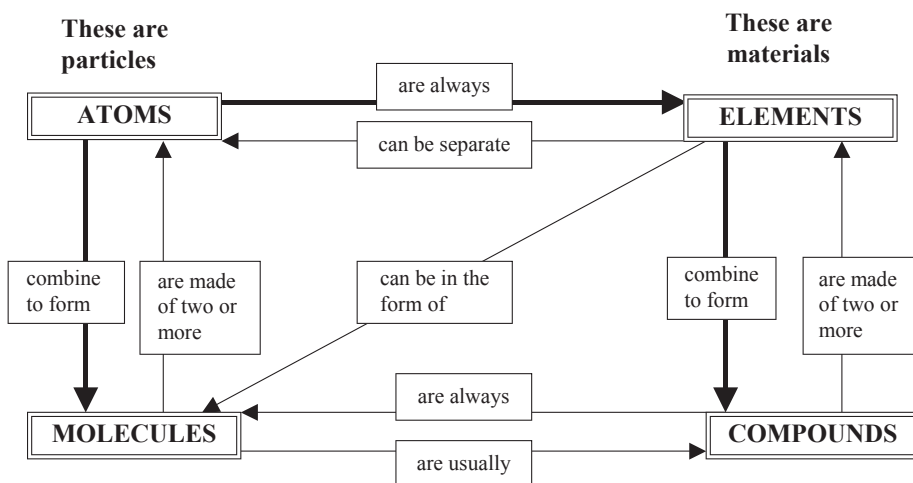 These are
particles
These are
materials
are always
ATOMS
ELEMENTS
can be separate
combine
to form
are made
of two or
more
can be in the
form of
combine
to form
are made
of two or
more
are always
MOLECULES
COMPOUNDS
are usually